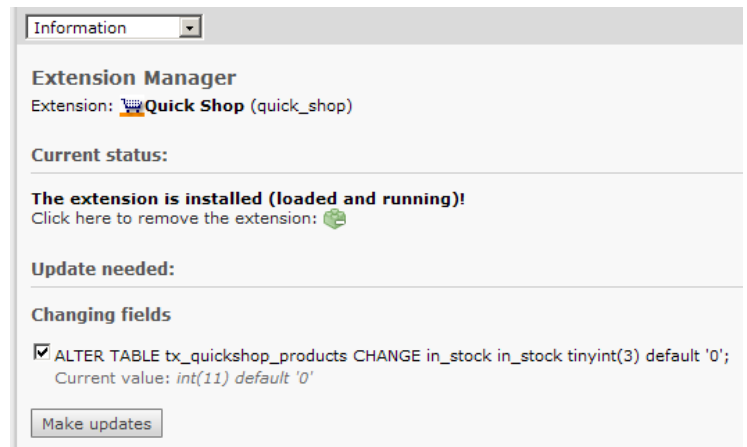 Information
Extension Manager
Extension: Quick Shop (quick_shop)
Current status:
The extension is installed (loaded and running)!
Click here to remove the extension:
Update needed:
Changing fields
ALTER TABLE tx_quickshop_products CHANGE in_stock in_stock tinyint(3) default '0';
Current value: int(11) default '0'
Make updates